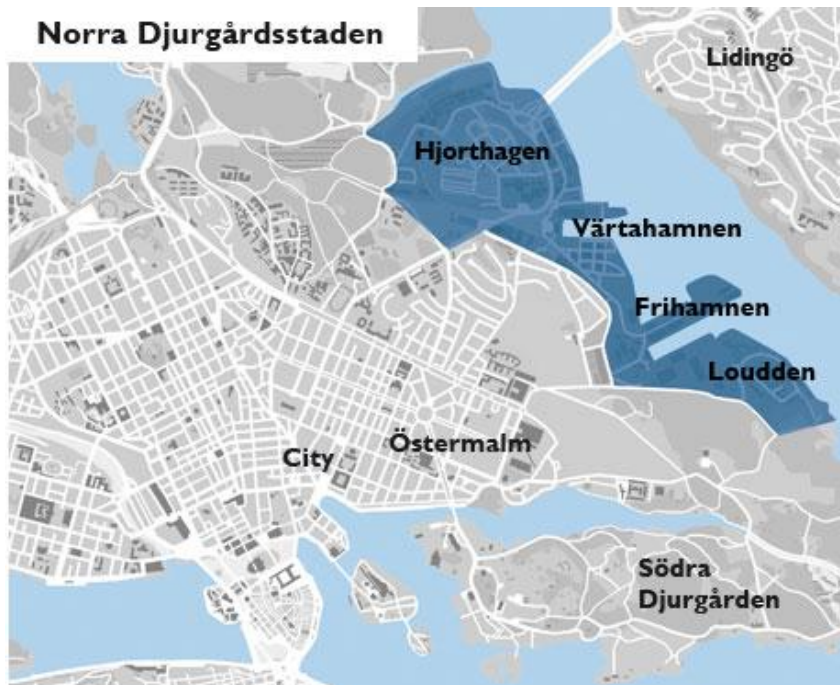 Norra Djurgårdsstaden
Lidingö
Hjorthagen
Värtahamnen
Frihamnen
Loudden
Östermalm
City
Södra
Djurgården